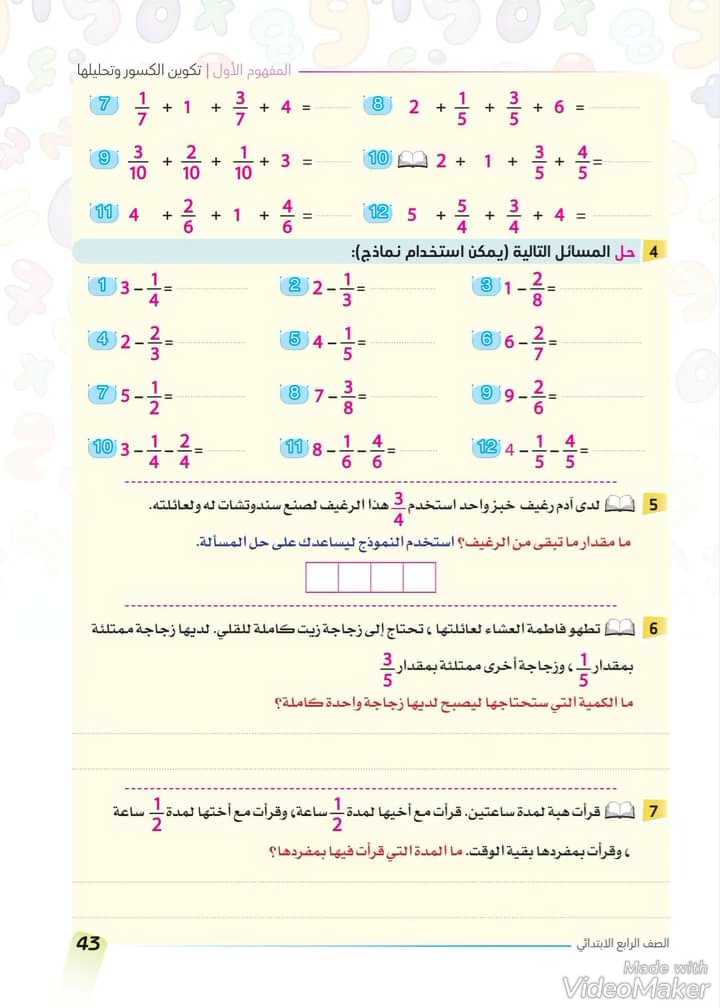 المفهوم الأول | تكوين الكسور وتحليلها
7 1/7 + 1 + 3/7 + 4 = ........ 8 2 + 1/5 + 3/5 + 6 = ........
9 3/10 + 2/10 + 1/10 + 3 = ........ 10 2 + 1 + 3/5 + 4/5 = ........
11 4 + 2/6 + 1 + 4/6 = ........ 12 5 + 5/4 + 3/4 + 4 = ........
4 حل المسائل التالية (يمكن استخدام نماذج):
1 3 - 1/4 = ........ 2 2 - 1/3 = ........ 3 1 - 2/8 = ........
4 2 - 2/3 = ........ 5 4 - 1/5 = ........ 6 6 - 2/7 = ........
7 5 - 1/2 = ........ 8 7 - 3/8 = ........ 9 9 - 2/6 = ........
10 3 - 1/4 - 2/4 = ........ 11 8 - 1/6 - 4/6 = ........ 12 4 - 1/5 - 4/5 = ........
5 لدى آدم رغيف خبز واحد استخدم 3/4 هذا الرغيف لصنع سندوتشات له ولعائلته.
ما مقدار ما تبقى من الرغيف؟ استخدم النموذج ليساعدك على حل المسألة.
6 تطهو فاطمة العشاء لعائلتها ، تحتاج إلى زجاجة زيت كاملة للقلي. لديها زجاجة ممتلئة
بمقدار 1/5 ، وزجاجة أخرى ممتلئة بمقدار 3/5
ما الكمية التي ستحتاجها ليصبح لديها زجاجة واحدة كاملة؟
7 قرأت هبة لمدة ساعتين. قرأت مع أخيها لمدة 1/2 ساعة، وقرأت مع أختها لمدة 1/2 ساعة
، وقرأت بمفردها بقية الوقت. ما المدة التي قرأت فيها بمفردها؟
الصف الرابع الابتدائي
43
Made with
VideoMaker